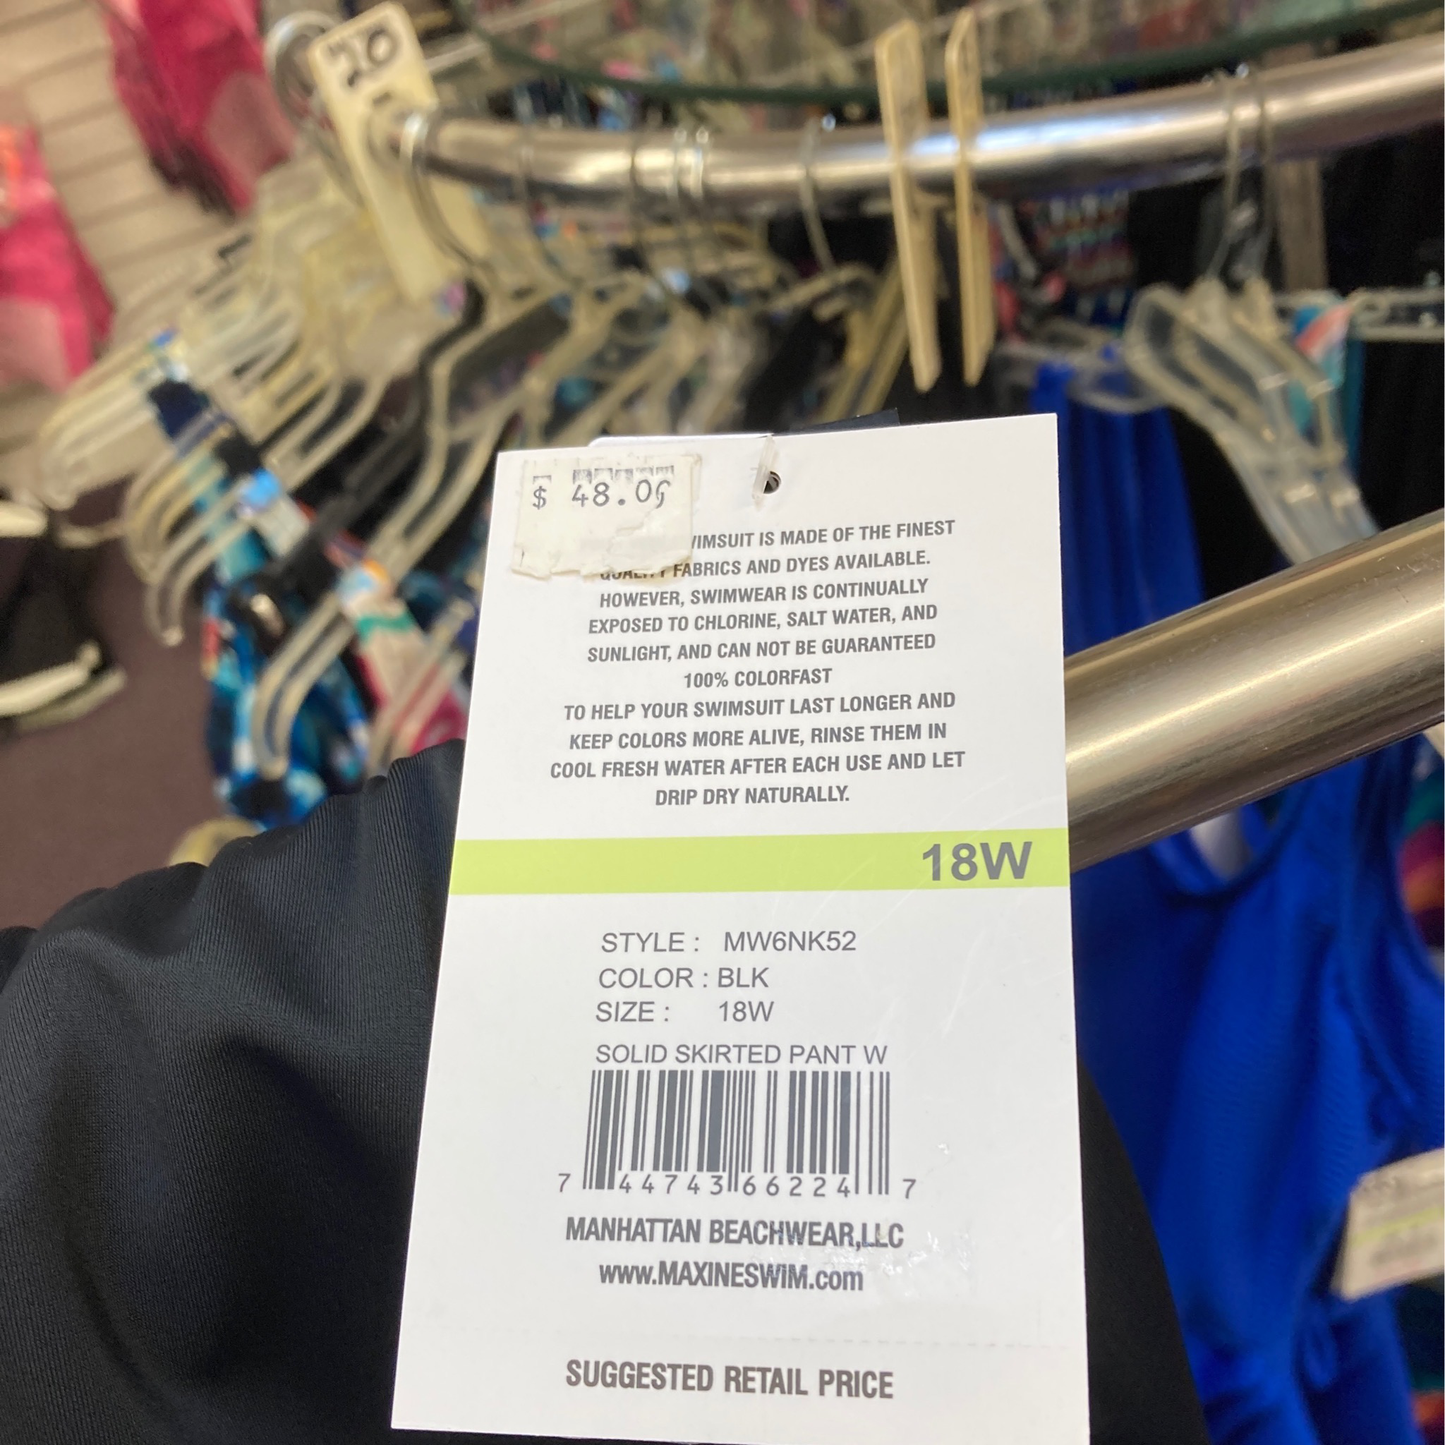 20
$ 48.00
IMSUIT IS MADE OF THE FINEST
QUALITY FABRICS AND DYES AVAILABLE.
HOWEVER, SWIMWEAR IS CONTINUALLY
EXPOSED TO CHLORINE, SALT WATER, AND
SUNLIGHT, AND CAN NOT BE GUARANTEED
100% COLORFAST
TO HELP YOUR SWIMSUIT LAST LONGER AND
KEEP COLORS MORE ALIVE, RINSE THEM IN
COOL FRESH WATER AFTER EACH USE AND LET
DRIP DRY NATURALLY.
18W
STYLE : MW6NK52
COLOR : BLK
SIZE : 18W
SOLID SKIRTED PANT W
7 44743 66224 7
MANHATTAN BEACHWEAR,LLC
www.MAXINESWIM.com
SUGGESTED RETAIL PRICE